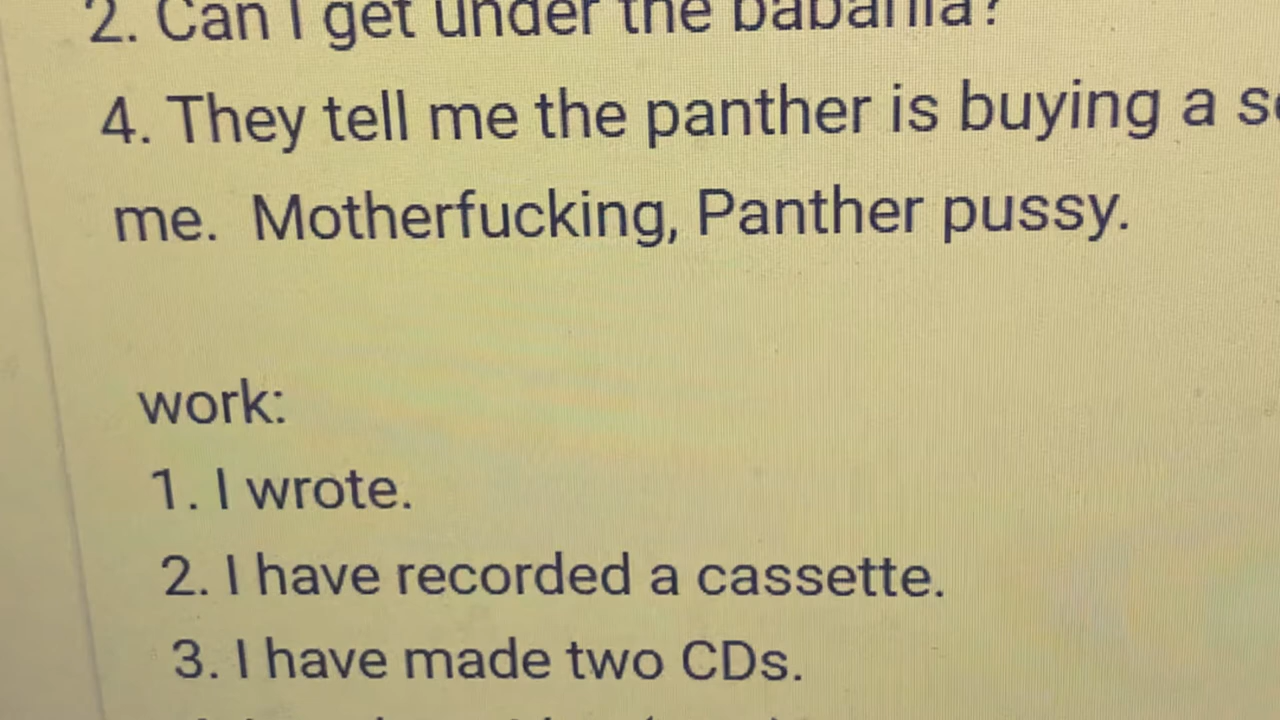 2. Can I get under the babania?
4. They tell me the panther is buying a
me. Motherfucking, Panther pussy.
work:
1. I wrote.
2. I have recorded a cassette.
3. I have made two CDs.